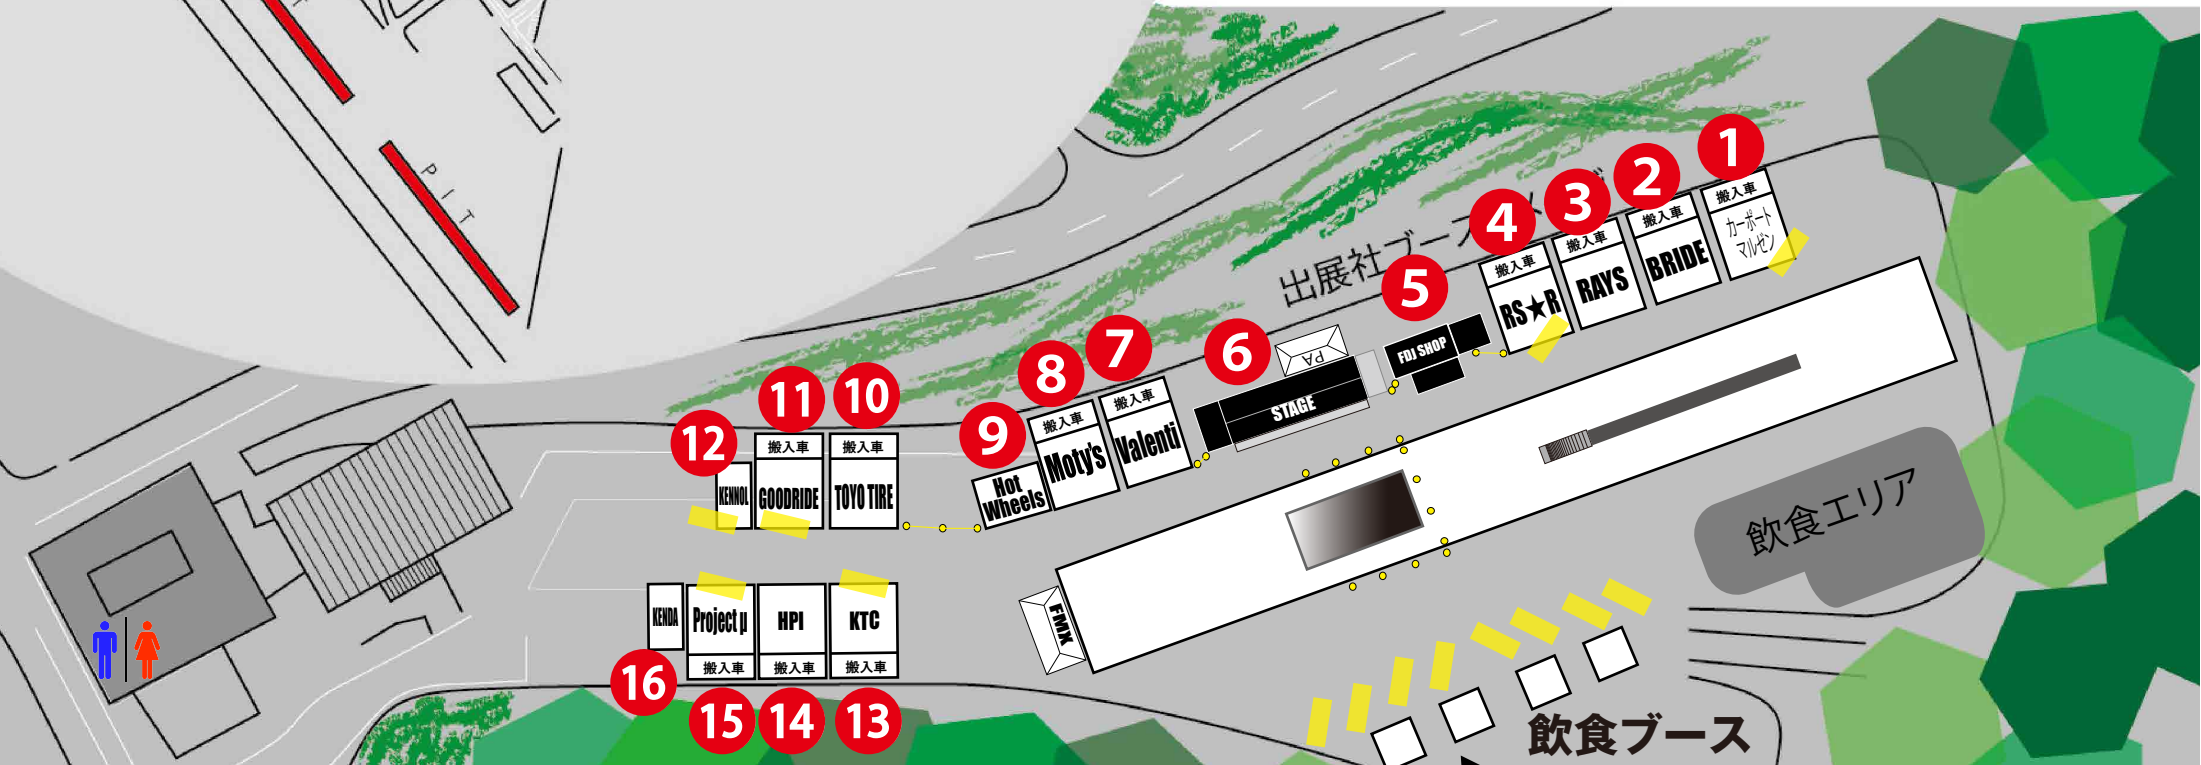 PIT
出展社ブース
1
搬入車
カーポート
マルゼン
2
搬入車
BRIDE
3
搬入車
RAYS
4
搬入車
RS★R
5
FDJ SHOP
6
PA
STAGE
7
搬入車
Valenti
8
搬入車
Moty's
9
Hot
Wheels
10
搬入車
TOYO TIRE
11
搬入車
GOODRIDE
12
KENNOL
KENDA
16
Project μ
搬入車
15
HPI
搬入車
14
KTC
搬入車
13
FMX
飲食エリア
飲食ブース